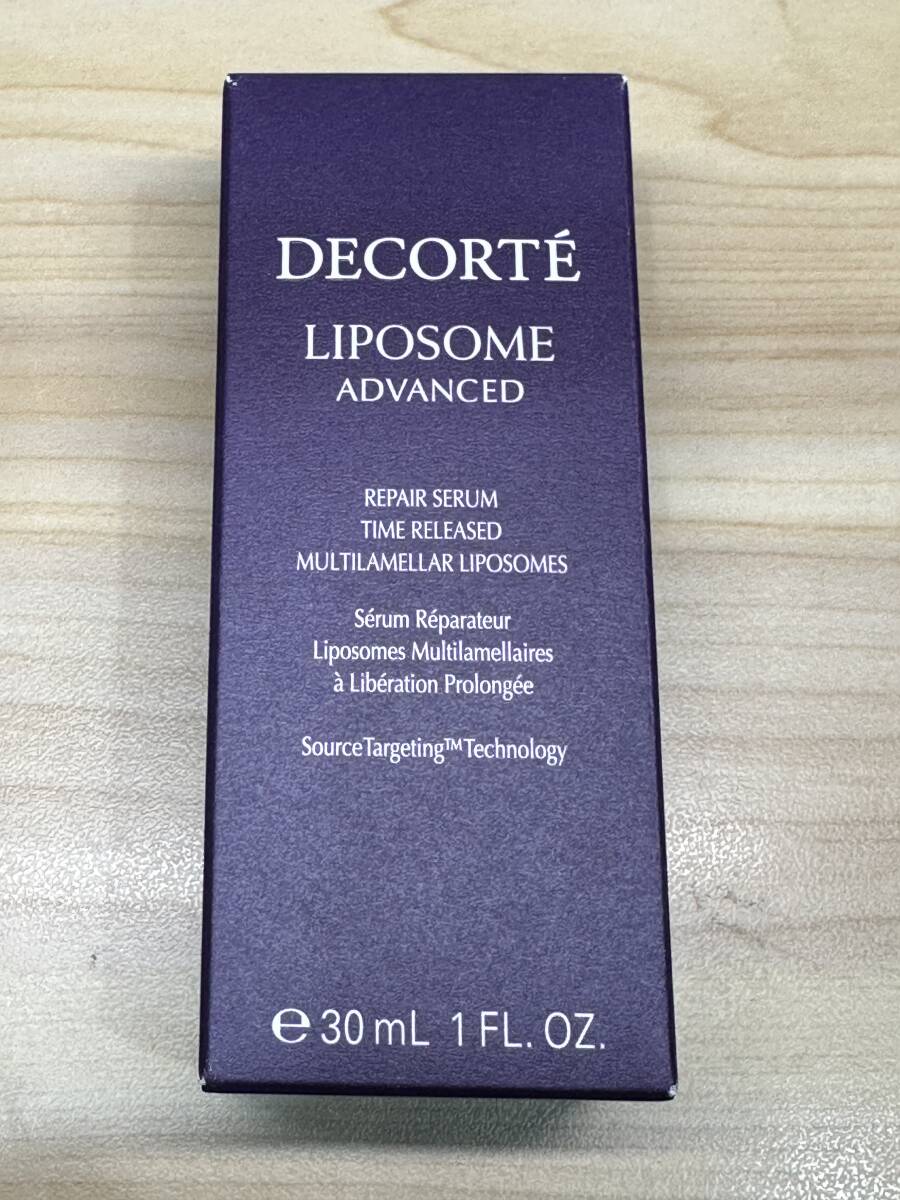 DECORTÉ
LIPOSOME
ADVANCED
REPAIR SERUM
TIME RELEASED
MULTILAMELLAR LIPOSOMES
Sérum Réparateur
Liposomes Multilamellaires
à Libération Prolongée
SourceTargeting™Technology
℮ 30 mL 1 FL. OZ.